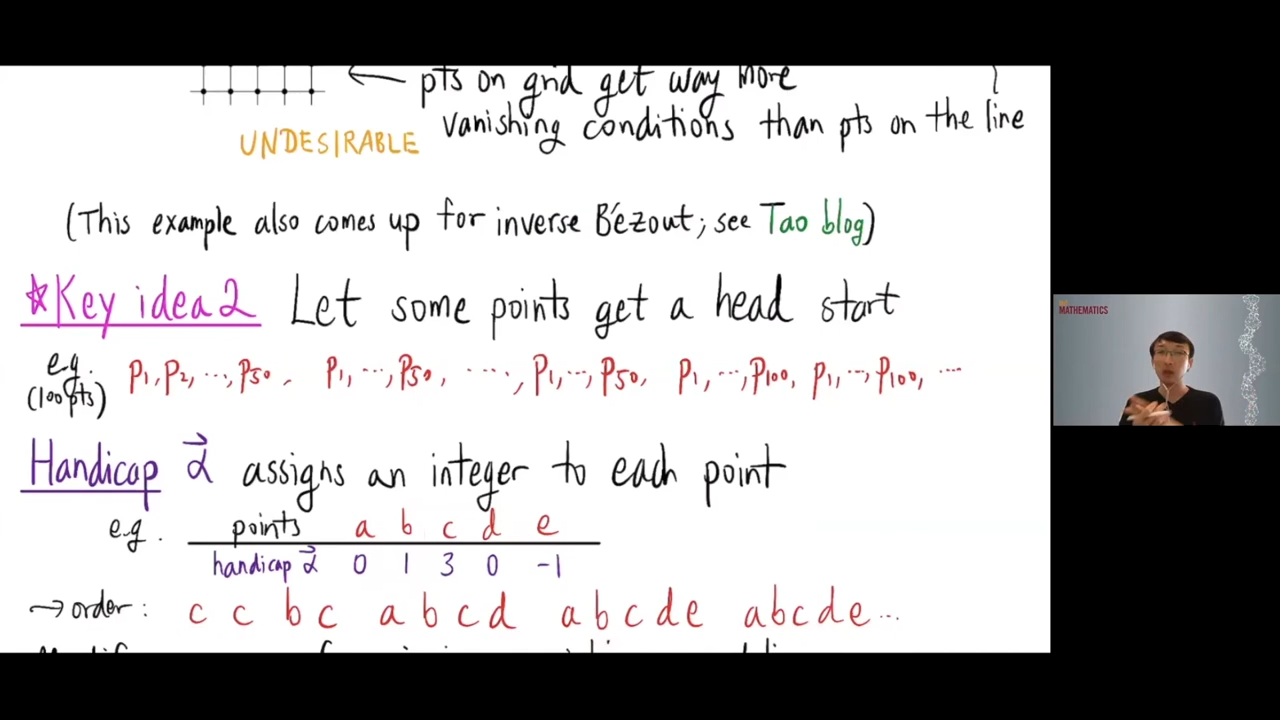 ← pts on grid get way more
UNDESIRABLE vanishing conditions than pts on the line
(This example also comes up for inverse Bézout; see Tao blog)
☆Key idea 2 Let some points get a head start
e.g. (100 pts) p₁, p₂, ⋯, p₅₀, p₁, ⋯, p₅₀, ⋯⋯, p₁, ⋯, p₅₀, p₁, ⋯, p₁₀₀, p₁, ⋯, p₁₀₀, ⋯
Handicap α⃗ assigns an integer to each point
e.g. points a b c d e
handicap α⃗ 0 1 3 0 -1
→ order: c c b c a b c d a b c d e a b c d e ...
MATHEMATICS